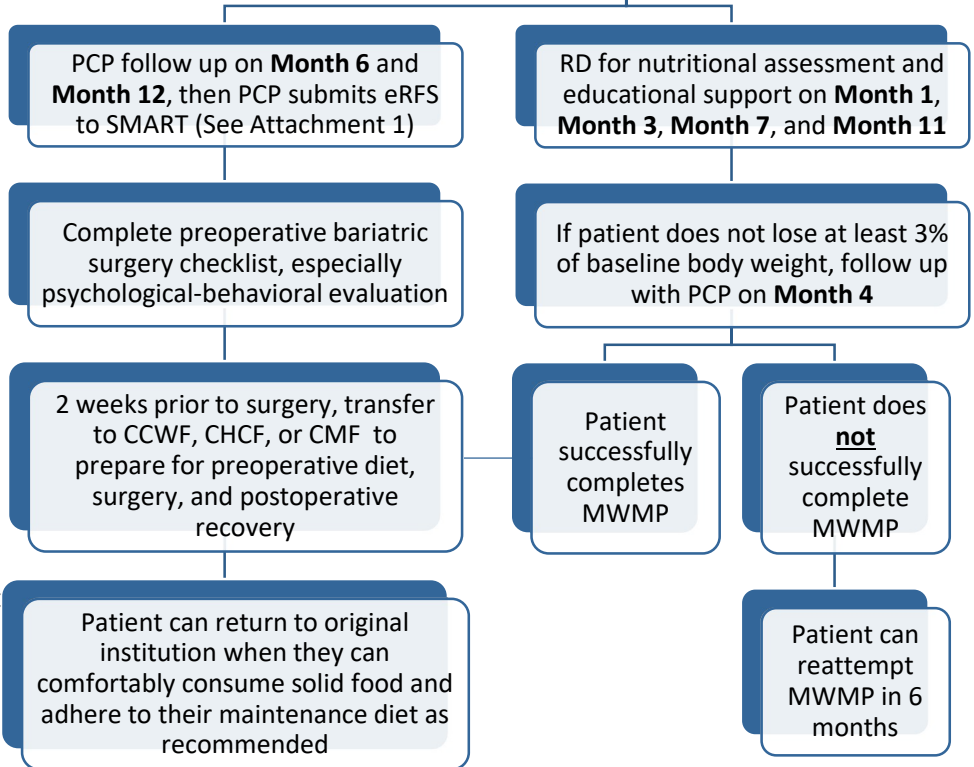 PCP follow up on Month 6 and
Month 12, then PCP submits eRFS
to SMART (See Attachment 1)
RD for nutritional assessment and
educational support on Month 1,
Month 3, Month 7, and Month 11
Complete preoperative bariatric
surgery checklist, especially
psychological-behavioral evaluation
If patient does not lose at least 3%
of baseline body weight, follow up
with PCP on Month 4
2 weeks prior to surgery, transfer
to CCWF, CHCF, or CMF to
prepare for preoperative diet,
surgery, and postoperative
recovery
Patient
successfully
completes
MWMP
Patient does
not
successfully
complete
MWMP
Patient can return to original
institution when they can
comfortably consume solid food and
adhere to their maintenance diet as
recommended
Patient can
reattempt
MWMP in 6
months